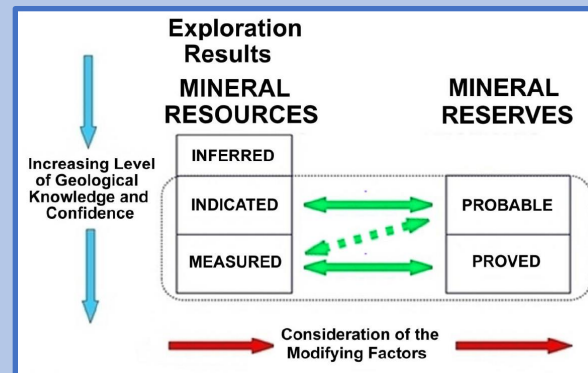 Exploration
Results
MINERAL
RESOURCES
MINERAL
RESERVES
INFERRED
Increasing Level
of Geological
Knowledge and
Confidence
INDICATED
PROBABLE
MEASURED
PROVED
Consideration of the
Modifying Factors